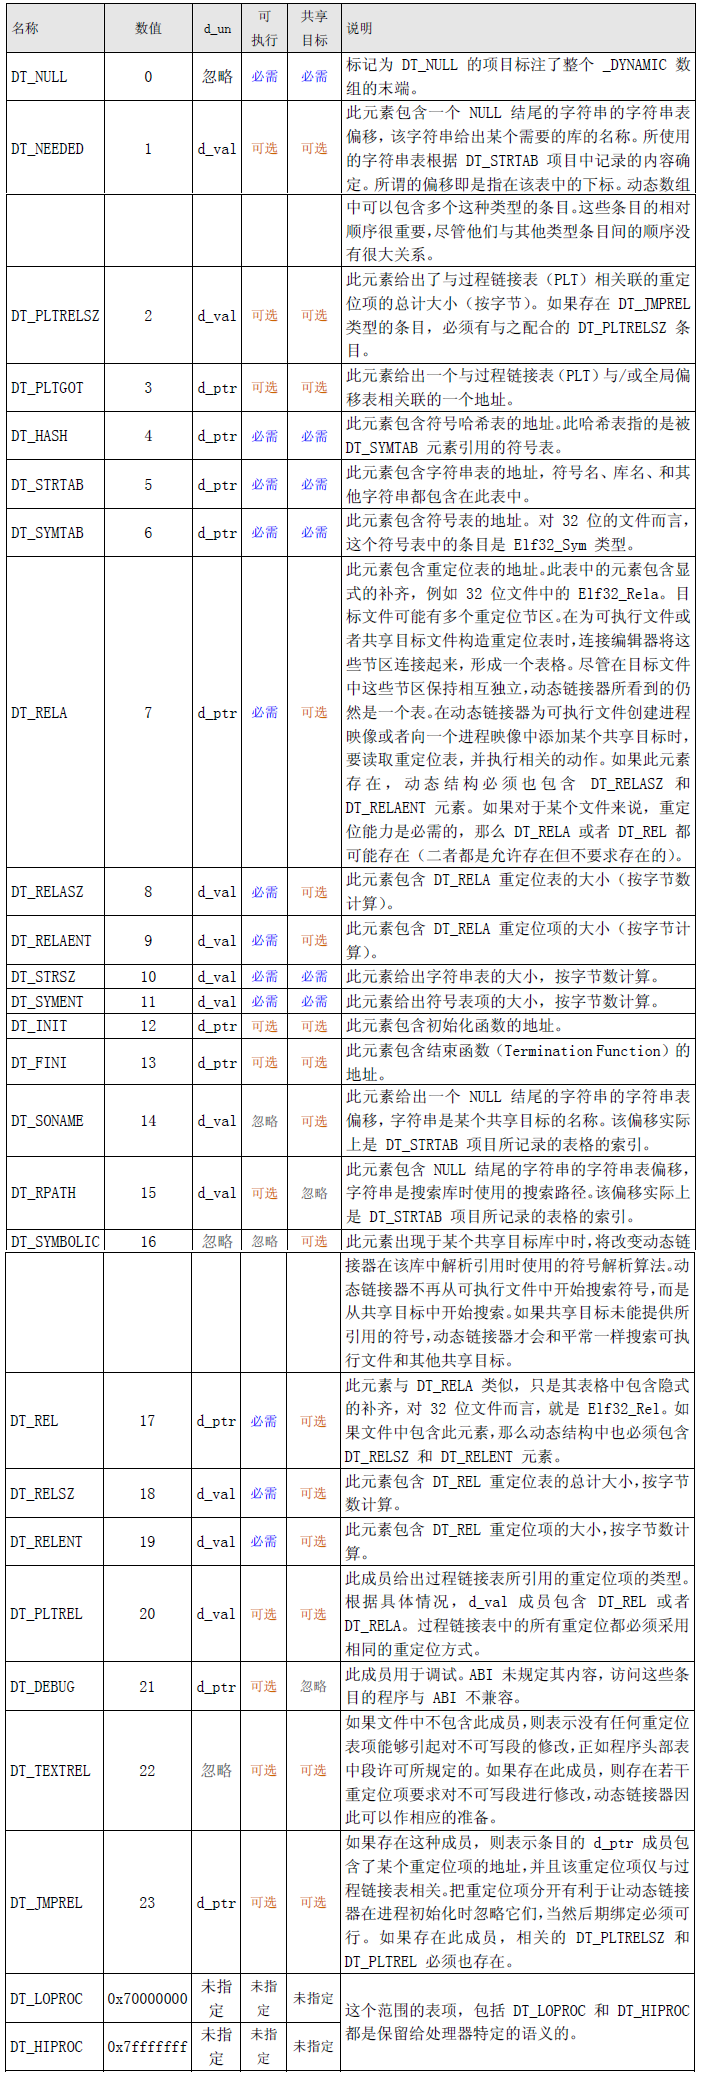 名称 数值 d_un 可执行 共享目标 说明
DT_NULL 0 忽略 必需 必需 标记为 DT_NULL 的项目标注了整个 _DYNAMIC 数
组的末端。
DT_NEEDED 1 d_val 可选 可选 此元素包含一个 NULL 结尾的字符串的字符串表
偏移，该字符串给出某个需要的库的名称。所使用
的字符串表根据 DT_STRTAB 项目中记录的内容确
定。所谓的偏移即是指在该表中的下标。动态数组
中可以包含多个这种类型的条目。这些条目的相对
顺序很重要，尽管他们与其他类型条目间的顺序没
有很大关系。
DT_PLTRELSZ 2 d_val 可选 可选 此元素给出了与过程链接表（PLT）相关联的重定
位项的总计大小（按字节）。如果存在 DT_JMPREL
类型的条目，必须有与之配合的 DT_PLTRELSZ 条
目。
DT_PLTGOT 3 d_ptr 可选 可选 此元素给出一个与过程链接表（PLT）与/或全局偏
移表相关联的一个地址。
DT_HASH 4 d_ptr 必需 必需 此元素包含符号哈希表的地址。此哈希表指的是被
DT_SYMTAB 元素引用的符号表。
DT_STRTAB 5 d_ptr 必需 必需 此元素包含字符串表的地址，符号名、库名、和其
他字符串都包含在此表中。
DT_SYMTAB 6 d_ptr 必需 必需 此元素包含符号表的地址。对 32 位的文件而言，
这个符号表中的条目是 Elf32_Sym 类型。
DT_RELA 7 d_ptr 必需 可选 此元素包含重定位表的地址。此表中的元素包含显
式的补齐，例如 32 位文件中的 Elf32_Rela。目
标文件可能有多个重定位节区。在为可执行文件或
者共享目标文件构造重定位表时，连接编辑器将这
些节区连接起来，形成一个表格。尽管在目标文件
中这些节区保持相互独立，动态链接器所看到的仍
然是一个表。在动态链接器为可执行文件创建进程
映像或者向一个进程映像中添加某个共享目标时，
要读取重定位表，并执行相关的动作。如果此元素
存在，动态结构必须也包含 DT_RELASZ 和
DT_RELAENT 元素。如果对于某个文件来说，重定
位能力是必需的，那么 DT_RELA 或者 DT_REL 都
可能存在（二者都是允许存在但不要求存在的）。
DT_RELASZ 8 d_val 必需 可选 此元素包含 DT_RELA 重定位表的大小（按字节数
计算）。
DT_RELAENT 9 d_val 必需 可选 此元素包含 DT_RELA 重定位项的大小（按字节计
算）。
DT_STRSZ 10 d_val 必需 必需 此元素给出字符串表的大小，按字节数计算。
DT_SYMENT 11 d_val 必需 必需 此元素给出符号表项的大小，按字节数计算。
DT_INIT 12 d_ptr 可选 可选 此元素包含初始化函数的地址。
DT_FINI 13 d_ptr 可选 可选 此元素包含结束函数（Termination Function）的
地址。
DT_SONAME 14 d_val 忽略 可选 此元素给出一个 NULL 结尾的字符串的字符串表
偏移，字符串是某个共享目标的名称。该偏移实际
上是 DT_STRTAB 项目所记录的表格的索引。
DT_RPATH 15 d_val 可选 忽略 此元素包含 NULL 结尾的字符串的字符串表偏移，
字符串是搜索库时使用的搜索路径。该偏移实际上
是 DT_STRTAB 项目所记录的表格的索引。
DT_SYMBOLIC 16 忽略 忽略 可选 此元素出现于某个共享目标库中时，将改变动态链
接器在该库中解析引用时使用的符号解析算法。动
态链接器不再从可执行文件中开始搜索符号，而是
从共享目标中开始搜索。如果共享目标未能提供所
引用的符号，动态链接器才会和平常一样搜索可执
行文件和其他共享目标。
DT_REL 17 d_ptr 必需 可选 此元素与 DT_RELA 类似，只是其表格中包含隐式
的补齐，对 32 位文件而言，就是 Elf32_Rel。如
果文件中包含此元素，那么动态结构中也必须包含
DT_RELSZ 和 DT_RELENT 元素。
DT_RELSZ 18 d_val 必需 可选 此元素包含 DT_REL 重定位表的总计大小，按字节
数计算。
DT_RELENT 19 d_val 必需 可选 此元素包含 DT_REL 重定位项的大小，按字节数计
算。
DT_PLTREL 20 d_val 可选 可选 此成员给出过程链接表所引用的重定位项的类型。
根据具体情况，d_val 成员包含 DT_REL 或者
DT_RELA。过程链接表中的所有重定位都必须采用
相同的重定位方式。
DT_DEBUG 21 d_ptr 可选 忽略 此成员用于调试。ABI 未规定其内容，访问这些条
目的程序与 ABI 不兼容。
DT_TEXTREL 22 忽略 可选 可选 如果文件中不包含此成员，则表示没有任何重定位
表项能够引起对不可写段的修改，正如程序头部表
中段许可所规定的。如果存在此成员，则存在若干
重定位项要求对不可写段进行修改，动态链接器因
此可以作相应的准备。
DT_JMPREL 23 d_ptr 可选 可选 如果存在这种成员，则表示条目的 d_ptr 成员包
含了某个重定位项的地址，并且该重定位项仅与过
程链接表相关。把重定位项分开有利于让动态链接
器在进程初始化时忽略它们，当然后期绑定必须可
行。如果存在此成员，相关的 DT_PLTRELSZ 和
DT_PLTREL 必须也存在。
DT_LOPROC 0x70000000 未指定 未指定 未指定 这个范围的表项，包括 DT_LOPROC 和 DT_HIPROC
都是保留给处理器特定的语义的。
DT_HIPROC 0x7fffffff 未指定 未指定 未指定